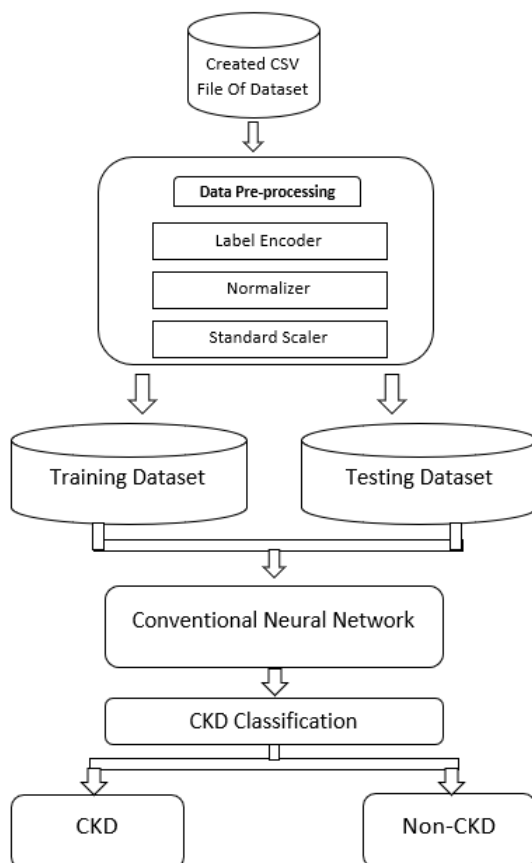 Created CSV
File Of Dataset
Data Pre-processing
Label Encoder
Normalizer
Standard Scaler
Training Dataset
Testing Dataset
Conventional Neural Network
CKD Classification
CKD
Non-CKD